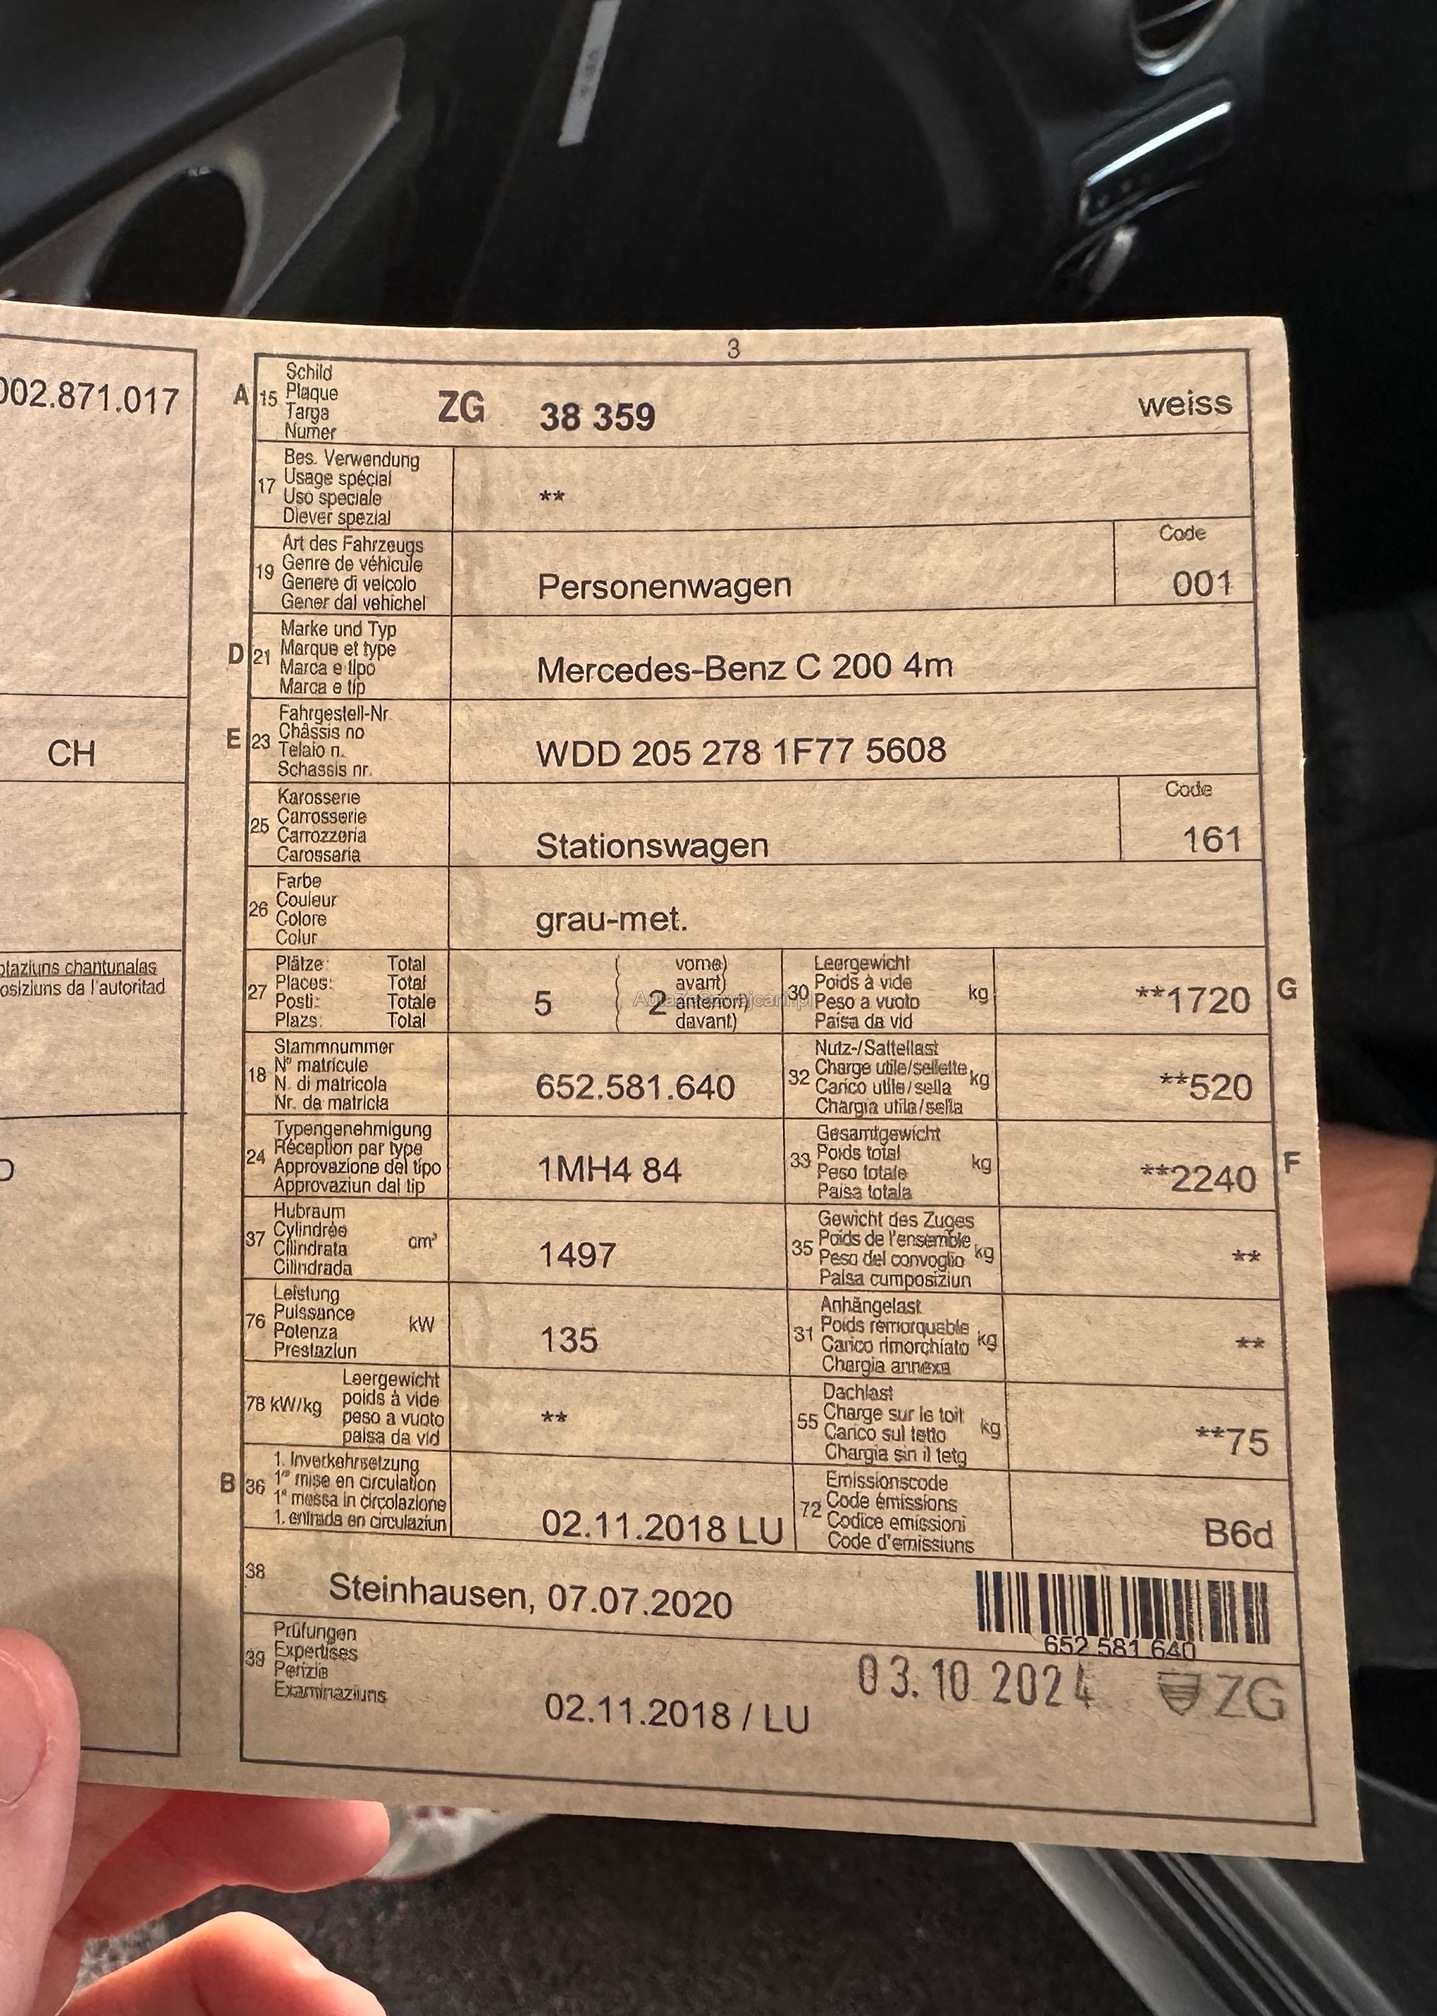 3
002.871.017
CH
plaziuns chantunalas
osiziuns da l'autoritad
A 15 Schild
Plaque
Targa
Numer
ZG 38 359 weiss
17 Bes. Verwendung
Usage spécial
Uso speciale
Diever spezial
**
19 Art des Fahrzeugs
Genre de véhicule
Genere di veicolo
Gener dal vehichel
Personenwagen
Code
001
D 21 Marke und Typ
Marque et type
Marca e tipo
Marca e tip
Mercedes-Benz C 200 4m
E 23 Fahrgestell-Nr.
Châssis no
Telaio n.
Schassis nr.
WDD 205 278 1F77 5608
25 Karosserie
Carrosserie
Carrozzeria
Carossaria
Stationswagen
Code
161
26 Farbe
Couleur
Colore
Colur
grau-met.
27 Plätze: Total
Places: Total
Posti: Totale
Plazs: Total
5 ( 2 vorne)
avant)
anteriori)
davant)
30 Leergewicht
Poids à vide
Peso a vuoto
Paisa da vid
kg **1720 G
18 Stammnummer
N° matricule
N. di matricola
Nr. da matricla
652.581.640
32 Nutz-/Sattellast
Charge utile/sellette
Carico utile/sella
Chargia utila/sella
kg **520
24 Typengenehmigung
Réception par type
Approvazione del tipo
Approvaziun dal tip
1MH4 84
33 Gesamtgewicht
Poids total
Peso totale
Paisa totala
kg **2240 F
37 Hubraum
Cylindrée
Cilindrata
Cilindrada
cm³ 1497
35 Gewicht des Zuges
Poids de l'ensemble
Peso del convoglio
Paisa cumposiziun
kg **
76 Leistung
Puissance
Potenza
Prestaziun
kW 135
31 Anhängelast
Poids remorquable
Carico rimorchiato
Chargia annexa
kg **
78 kW/kg Leergewicht
poids à vide
peso a vuoto
paisa da vid
**
55 Dachlast
Charge sur le toit
Carico sul tetto
Chargia sin il tetg
kg **75
B 36 1. Inverkehrsetzung
1re mise en circulation
1a messa in circolazione
1. entrada en circulaziun
02.11.2018 LU
72 Emissionscode
Code émissions
Codice emissioni
Code d'emissiuns
B6d
38 Steinhausen, 07.07.2020
652 581 640
39 Prüfungen
Expertises
Perizie
Examinaziuns
02.11.2018 / LU
03.10 2024 ZG